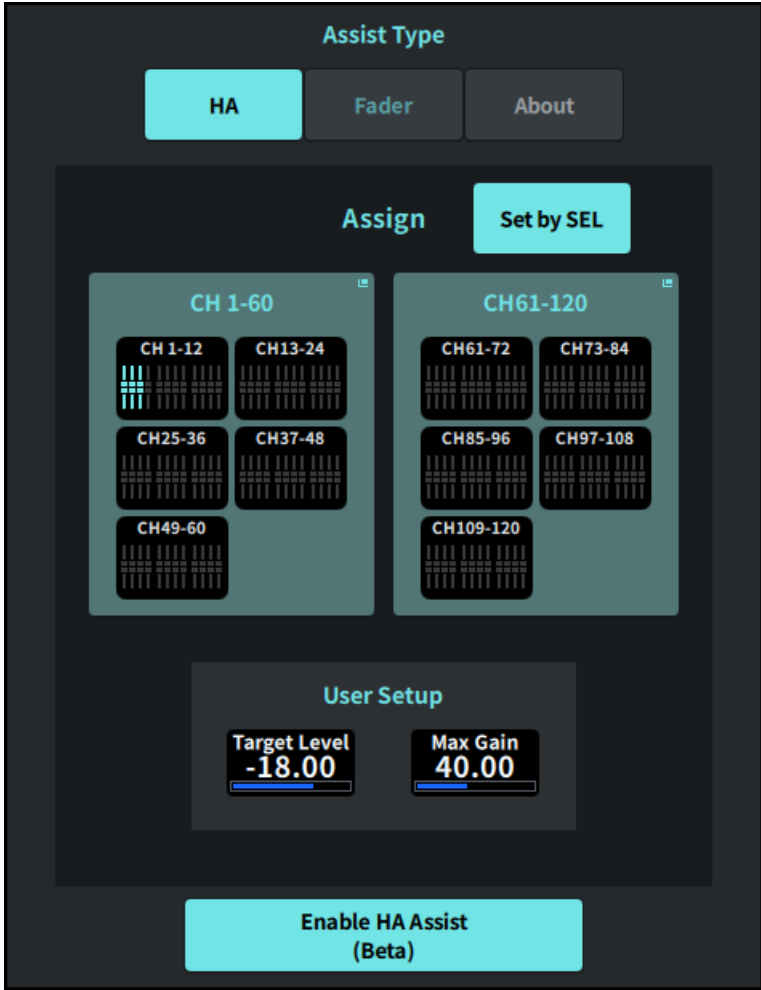 Assist Type
HA Fader About
Assign Set by SEL
CH 1-60
CH 1-12 CH13-24
CH25-36 CH37-48
CH49-60
CH61-120
CH61-72 CH73-84
CH85-96 CH97-108
CH109-120
User Setup
Target Level
-18.00
Max Gain
40.00
Enable HA Assist
(Beta)